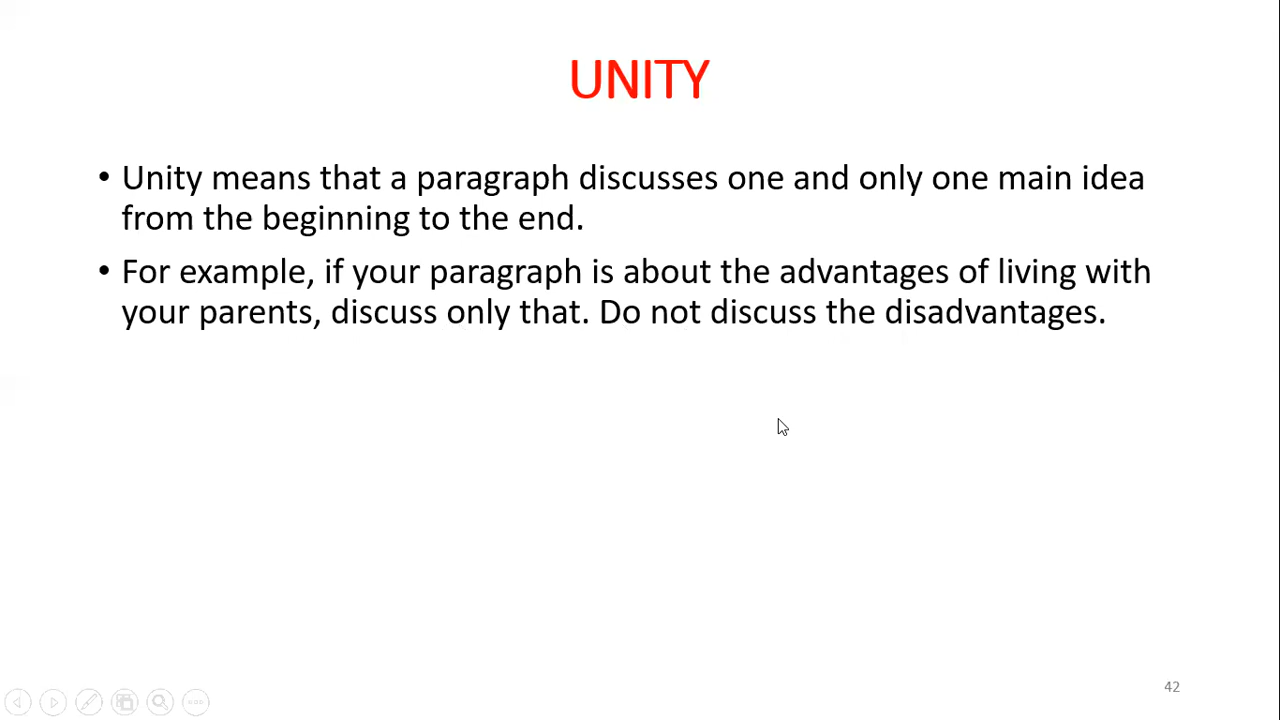 UNITY
• Unity means that a paragraph discusses one and only one main idea
from the beginning to the end.
• For example, if your paragraph is about the advantages of living with
your parents, discuss only that. Do not discuss the disadvantages.
42